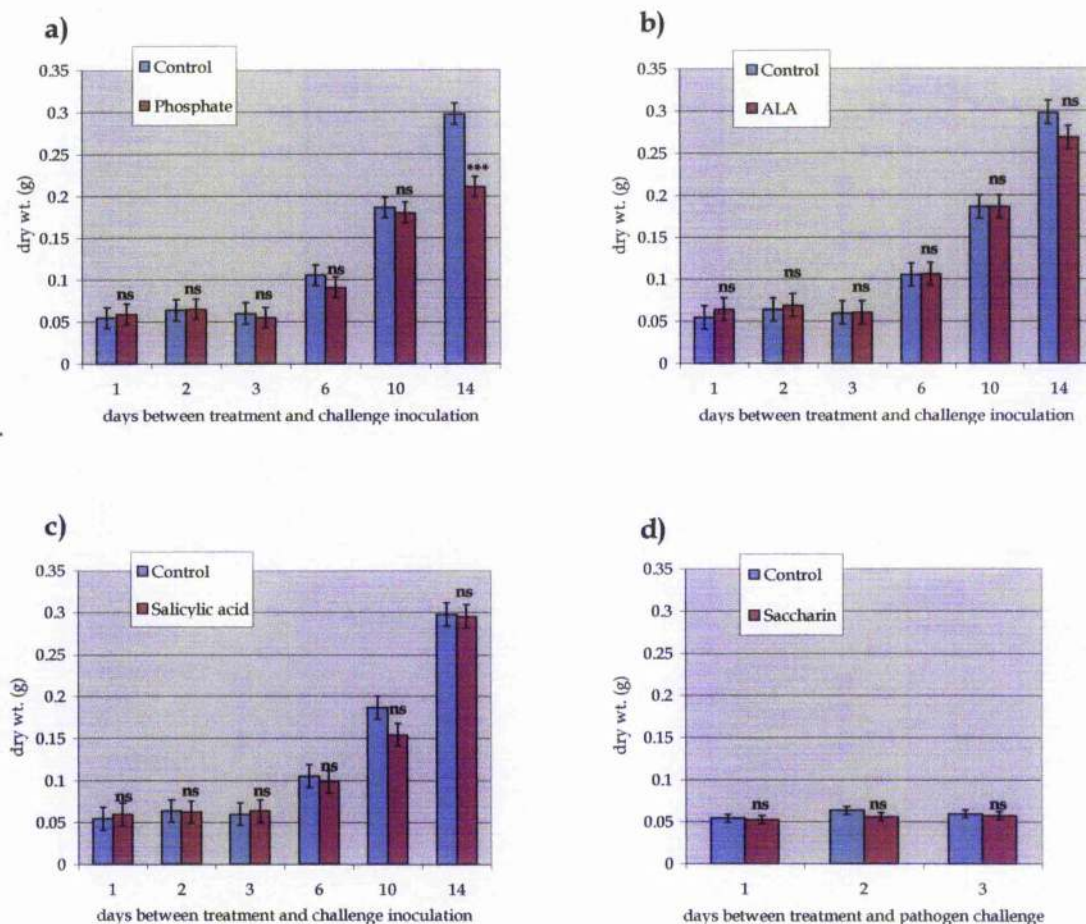 a)
Control
Phosphate
0.35
0.3
0.25
0.2
0.15
0.1
0.05
0
dry wt. (g)
ns
ns
ns
ns
ns
***
1 2 3 6 10 14
days between treatment and challenge inoculation
b)
Control
ALA
0.35
0.3
0.25
0.2
0.15
0.1
0.05
0
dry wt. (g)
ns
ns
ns
ns
ns
ns
1 2 3 6 10 14
days between treatment and challenge inoculation
c)
Control
Salicylic acid
0.35
0.3
0.25
0.2
0.15
0.1
0.05
0
dry wt. (g)
ns
ns
ns
ns
ns
ns
1 2 3 6 10 14
days between treatment and challenge inoculation
d)
Control
Saccharin
0.35
0.3
0.25
0.2
0.15
0.1
0.05
0
dry wt. (g)
ns
ns
ns
1 2 3
days between treatment and pathogen challenge